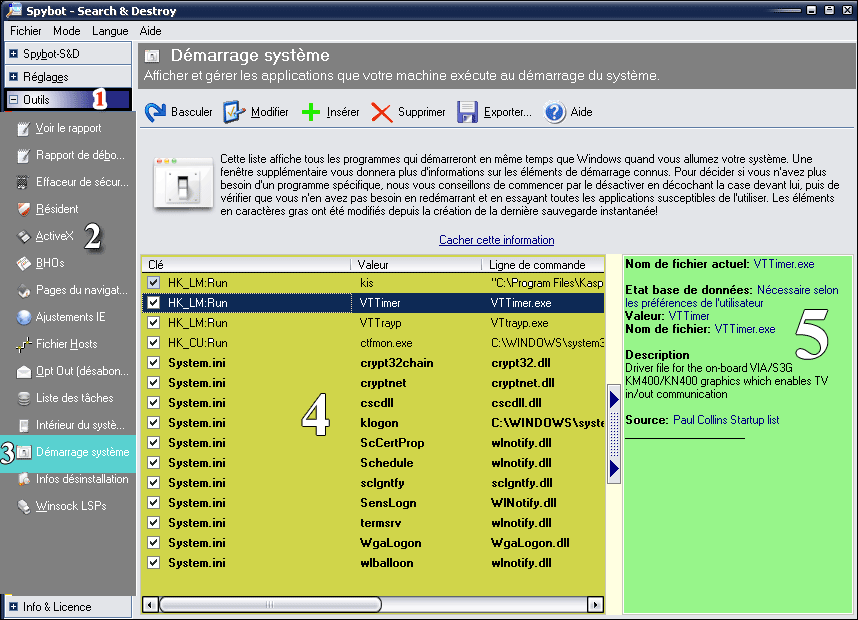 Spybot - Search & Destroy
Fichier Mode Langue Aide
Spybot-S&D
Réglages
Outils 1
Voir le rapport
Rapport de débo...
Effaceur de sécur...
Résident
ActiveX 2
BHOs
Pages du navigat...
Ajustements IE
Fichier Hosts
Opt Out (désabon...
Liste des tâches
Intérieur du systè...
3 Démarrage système
Infos désinstallation
Winsock LSPs
Info & Licence
Démarrage système
Afficher et gérer les applications que votre machine exécute au démarrage du système.
Basculer Modifier Insérer Supprimer Exporter... Aide
Cette liste affiche tous les programmes qui démarreront en même temps que Windows quand vous allumez votre système. Une
fenêtre supplémentaire vous donnera plus d'informations sur les éléments de démarrage connus. Pour décider si vous n'avez plus
besoin d'un programme spécifique, nous vous conseillons de commencer par le désactiver en décochant la case devant lui, puis de
vérifier que vous n'en avez pas besoin en redémarrant et en essayant toutes les applications susceptibles de l'utiliser. Les éléments
en caractères gras ont été modifiés depuis la création de la dernière sauvegarde instantanée!
Cacher cette information
Clé Valeur Ligne de commande
HK_LM:Run kis "C:\Program Files\Kasp
HK_LM:Run VTTimer VTTimer.exe
HK_LM:Run VTTrayp VTtrayp.exe
HK_CU:Run ctfmon.exe C:\WINDOWS\system3
System.ini crypt32chain crypt32.dll
System.ini cryptnet cryptnet.dll
System.ini cscdll cscdll.dll
System.ini klogon C:\WINDOWS\syste
System.ini ScCertProp wlnotify.dll
System.ini Schedule wlnotify.dll
System.ini sclgntfy sclgntfy.dll
System.ini SensLogn WlNotify.dll
System.ini termsrv wlnotify.dll
System.ini WgaLogon WgaLogon.dll
System.ini wlballoon wlnotify.dll
4
Nom de fichier actuel: VTTimer.exe
Etat base de données: Nécessaire selon
les préférences de l'utilisateur
Valeur: VTTimer
Nom de fichier: VTTimer.exe
5
Description
Driver file for the on-board VIA/S3G
KM400/KN400 graphics which enables TV
in/out communication
Source: Paul Collins Startup list